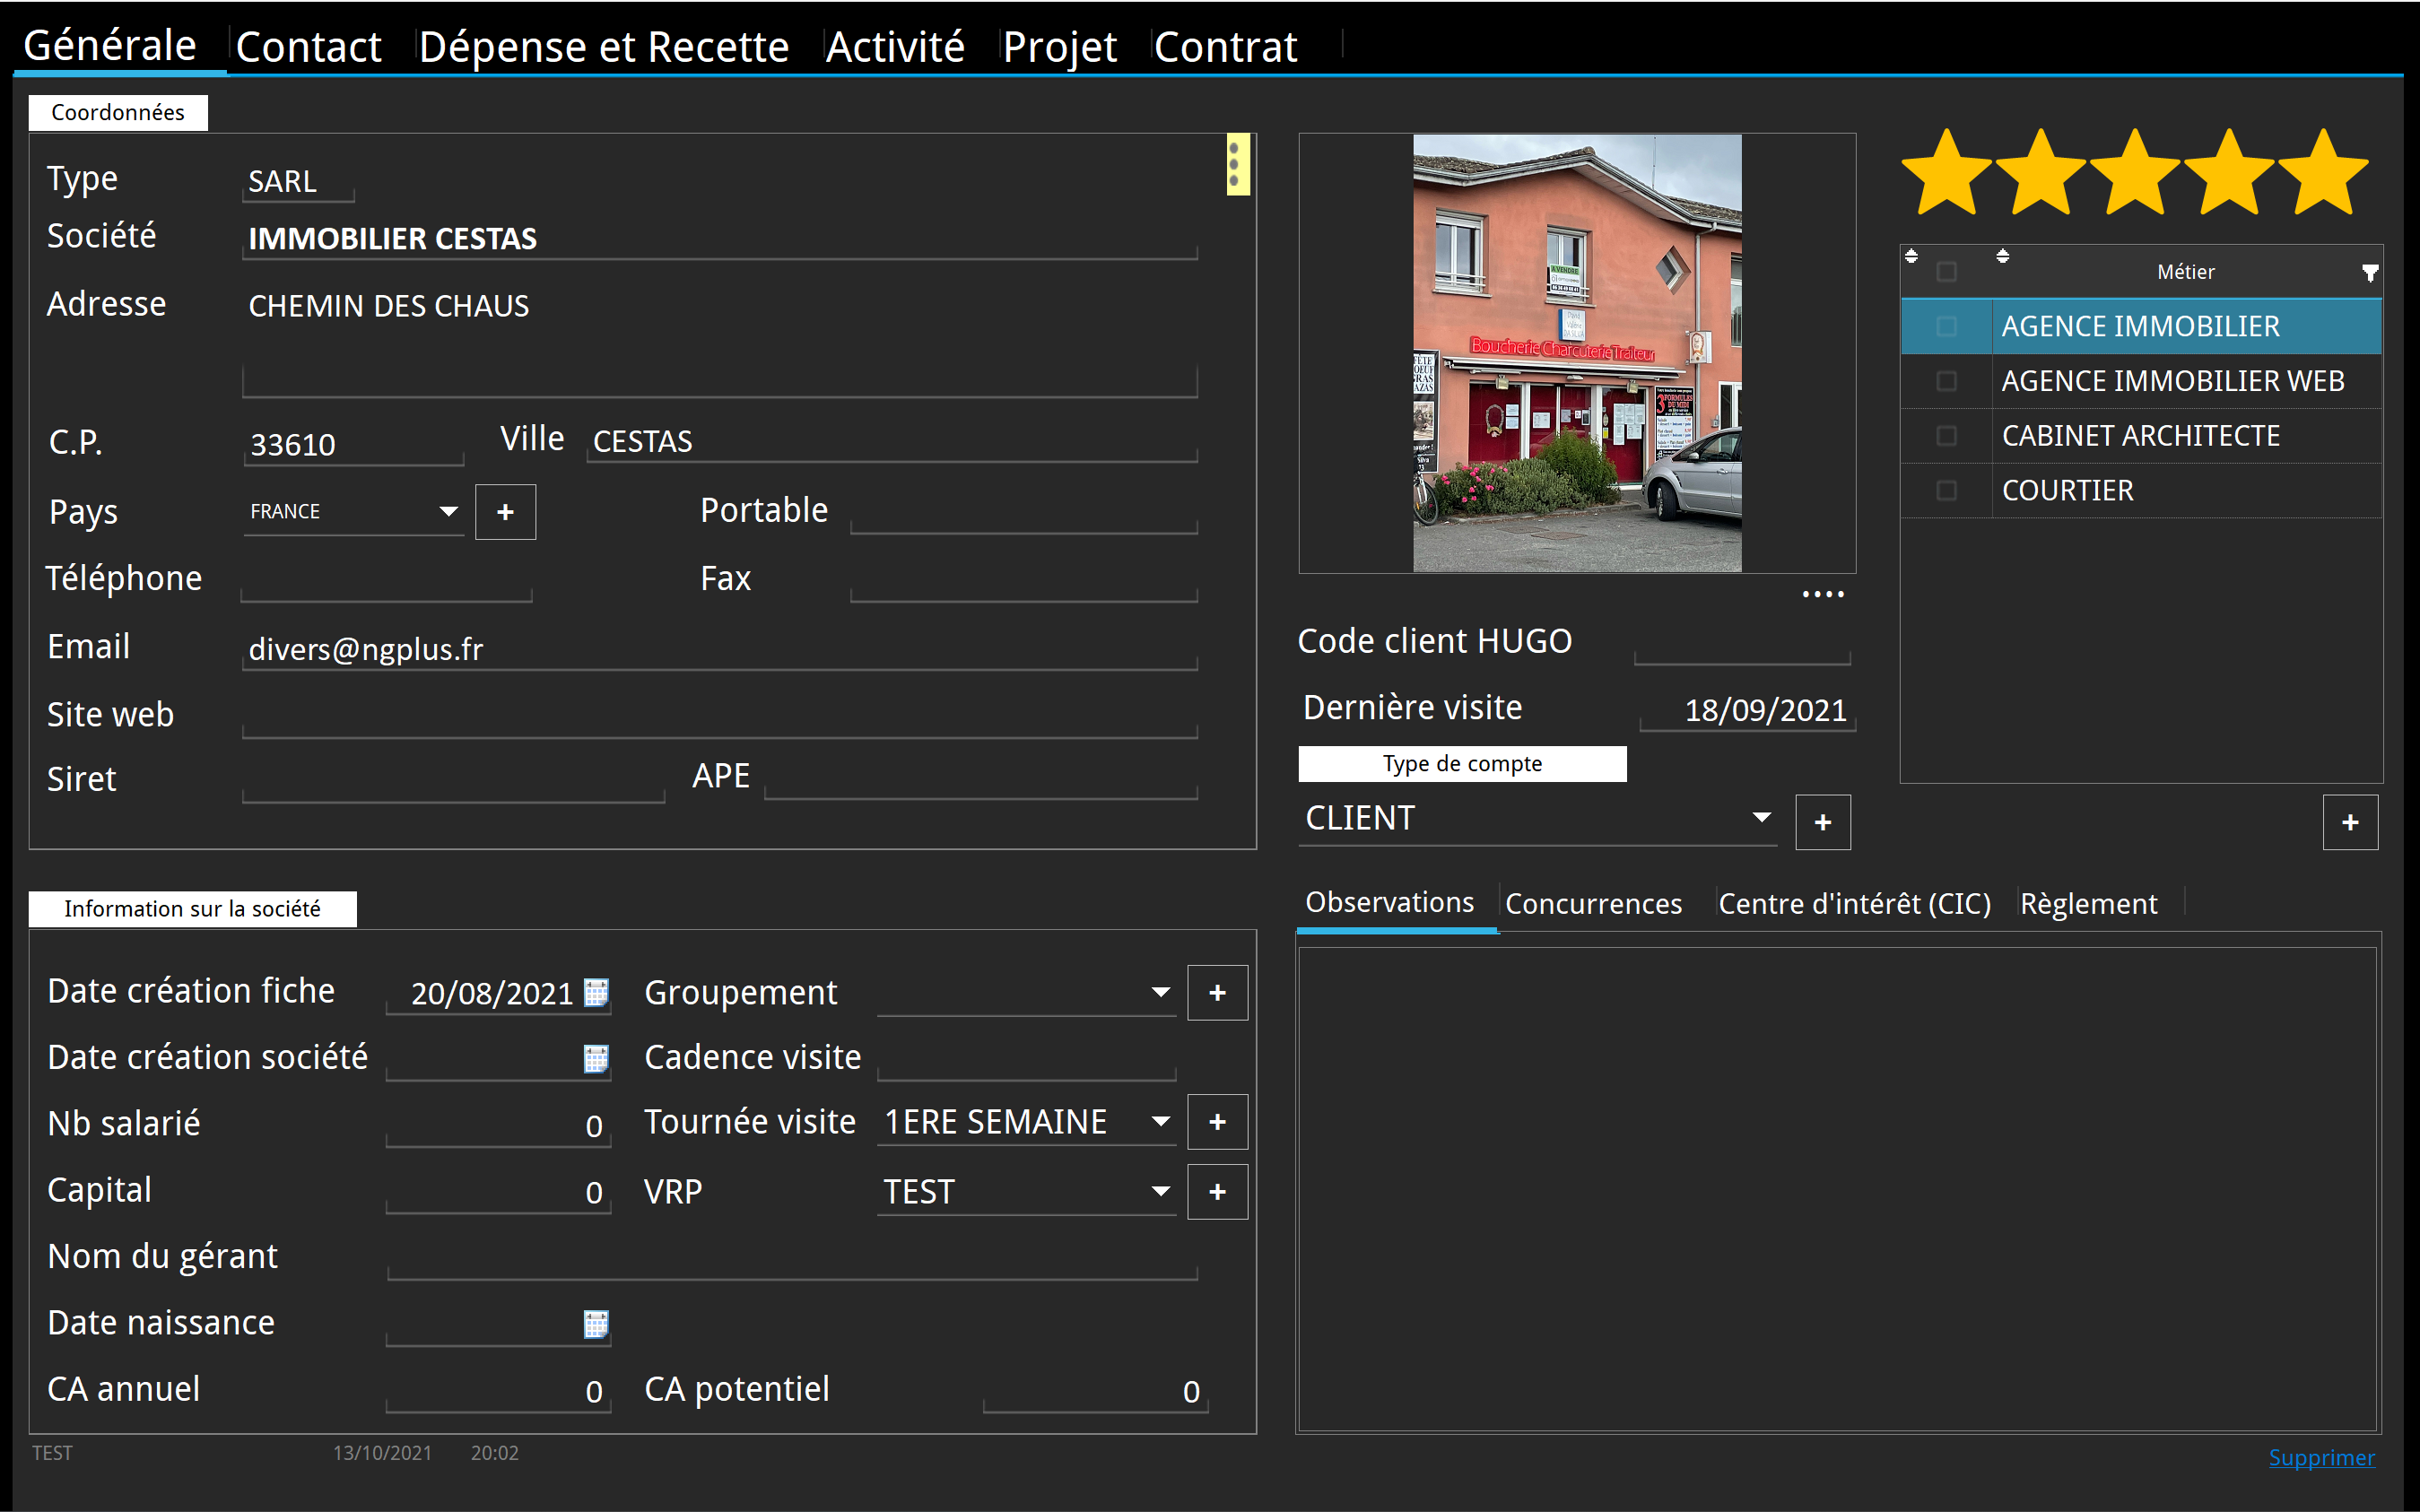 Générale Contact Dépense et Recette Activité Projet Contrat
Coordonnées
Type SARL
Société IMMOBILIER CESTAS
Adresse CHEMIN DES CHAUS
C.P. 33610 Ville CESTAS
Pays FRANCE + Portable
Téléphone Fax
Email divers@ngplus.fr
Site web
Siret APE
A VENDRE
Boucherie Charcuterie Traiteur
3 FORMULES
DU MIDI
Code client HUGO
Dernière visite 18/09/2021
Type de compte
CLIENT +
Métier
AGENCE IMMOBILIER
AGENCE IMMOBILIER WEB
CABINET ARCHITECTE
COURTIER
+
Information sur la société
Date création fiche 20/08/2021 Groupement +
Date création société Cadence visite
Nb salarié 0 Tournée visite 1ERE SEMAINE +
Capital 0 VRP TEST +
Nom du gérant
Date naissance
CA annuel 0 CA potentiel 0
Observations Concurrences Centre d'intérêt (CIC) Règlement
TEST 13/10/2021 20:02
Supprimer